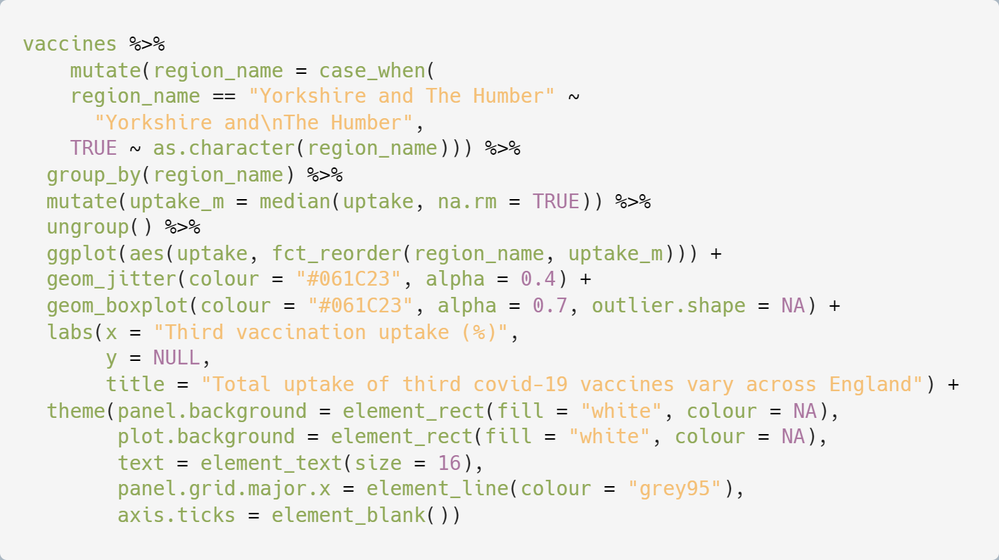 vaccines %>%
    mutate(region_name = case_when(
    region_name == "Yorkshire and The Humber" ~
      "Yorkshire and\nThe Humber",
    TRUE ~ as.character(region_name))) %>%
  group_by(region_name) %>%
  mutate(uptake_m = median(uptake, na.rm = TRUE)) %>%
  ungroup() %>%
  ggplot(aes(uptake, fct_reorder(region_name, uptake_m))) +
  geom_jitter(colour = "#061C23", alpha = 0.4) +
  geom_boxplot(colour = "#061C23", alpha = 0.7, outlier.shape = NA) +
  labs(x = "Third vaccination uptake (%)",
       y = NULL,
       title = "Total uptake of third covid-19 vaccines vary across England") +
  theme(panel.background = element_rect(fill = "white", colour = NA),
        plot.background = element_rect(fill = "white", colour = NA),
        text = element_text(size = 16),
        panel.grid.major.x = element_line(colour = "grey95"),
        axis.ticks = element_blank())